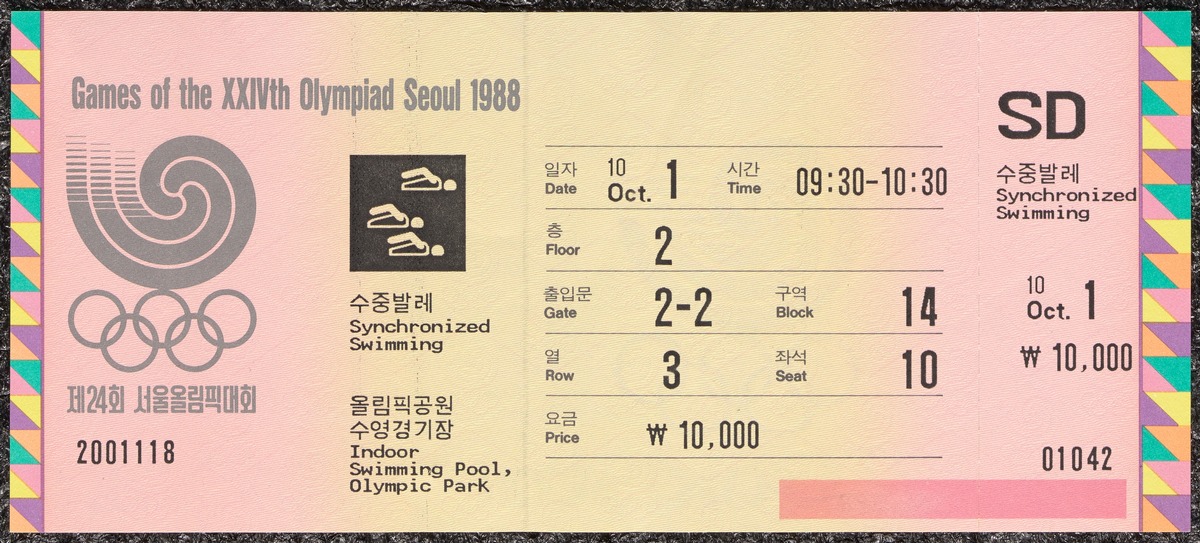 Games of the XXIVth Olympiad Seoul 1988
제24회 서울올림픽대회
2001118
수중발레
Synchronized
Swimming
올림픽공원
수영경기장
Indoor
Swimming Pool,
Olympic Park
일자 10 시간
Date Oct. 1 Time 09:30-10:30
층
Floor 2
출입문 구역
Gate 2-2 Block 14
열 좌석
Row 3 Seat 10
요금
Price ₩ 10,000
SD
수중발레
Synchronized
Swimming
10
Oct. 1
₩ 10,000
01042